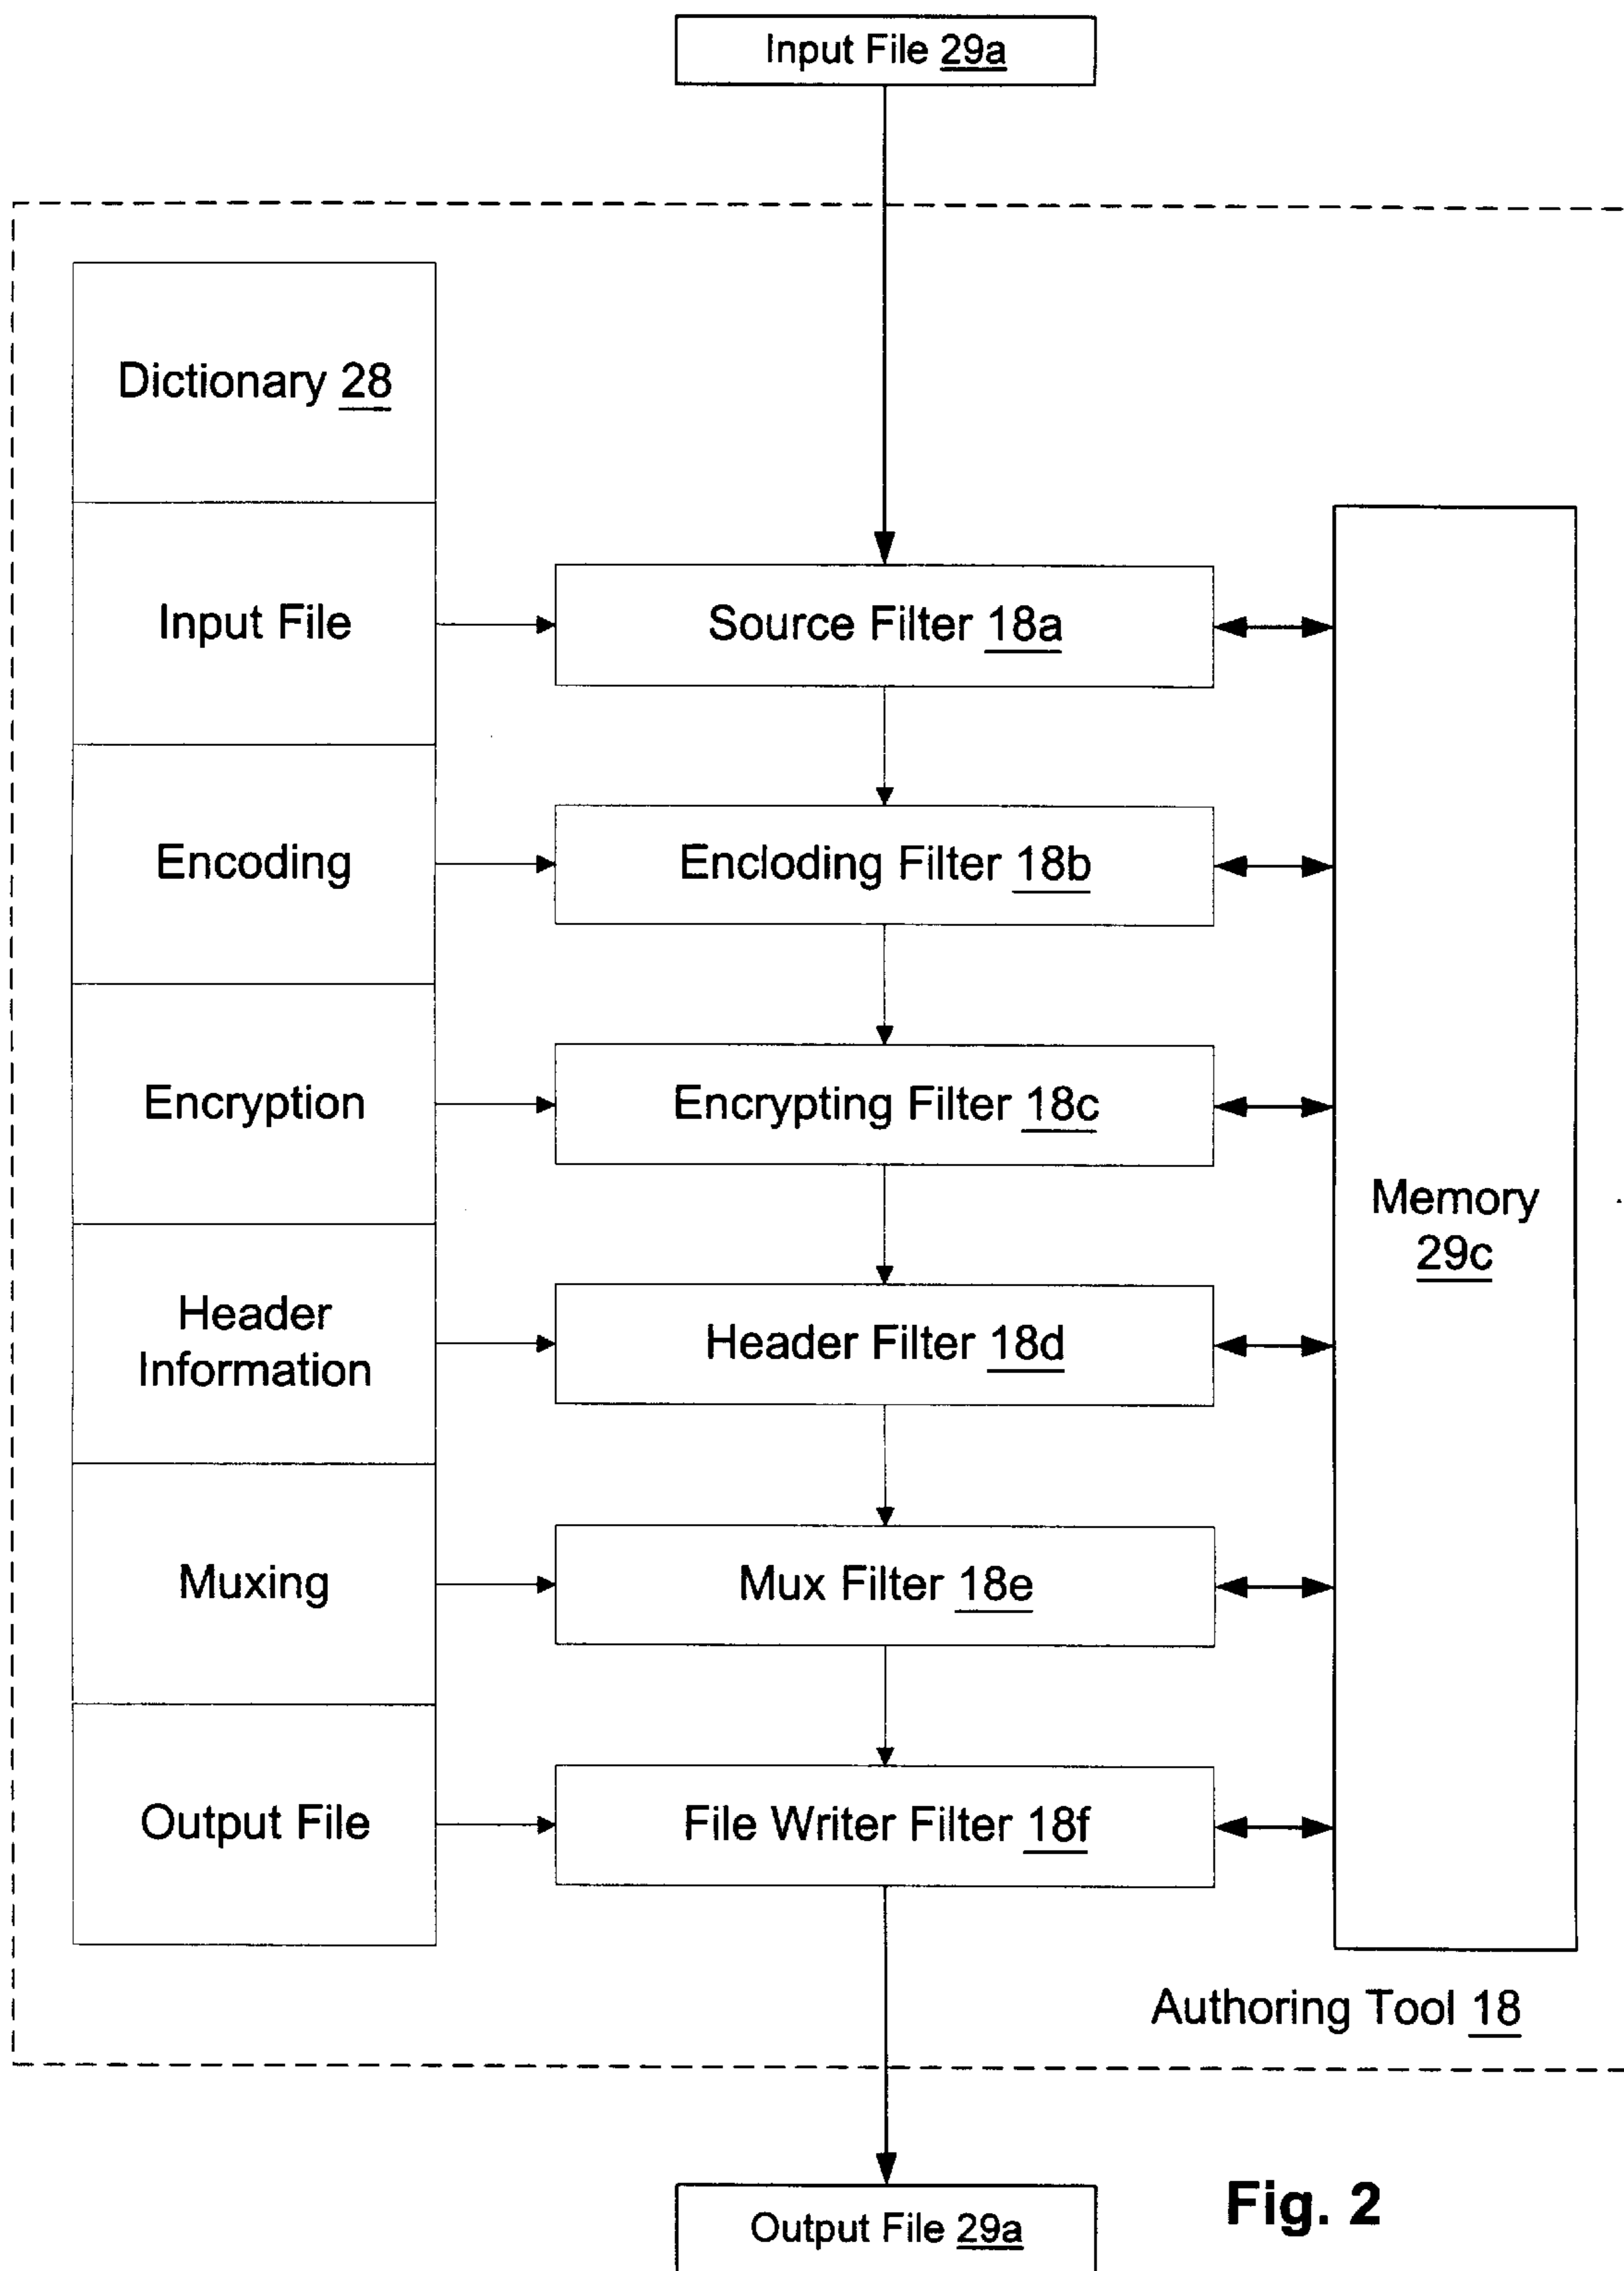 Input File 29a
Dictionary 28
Input File
Source Filter 18a
Encoding
Encloding Filter 18b
Encryption
Encrypting Filter 18c
Memory
29c
Header
Information
Header Filter 18d
Muxing
Mux Filter 18e
Output File
File Writer Filter 18f
Authoring Tool 18
Output File 29a
Fig. 2